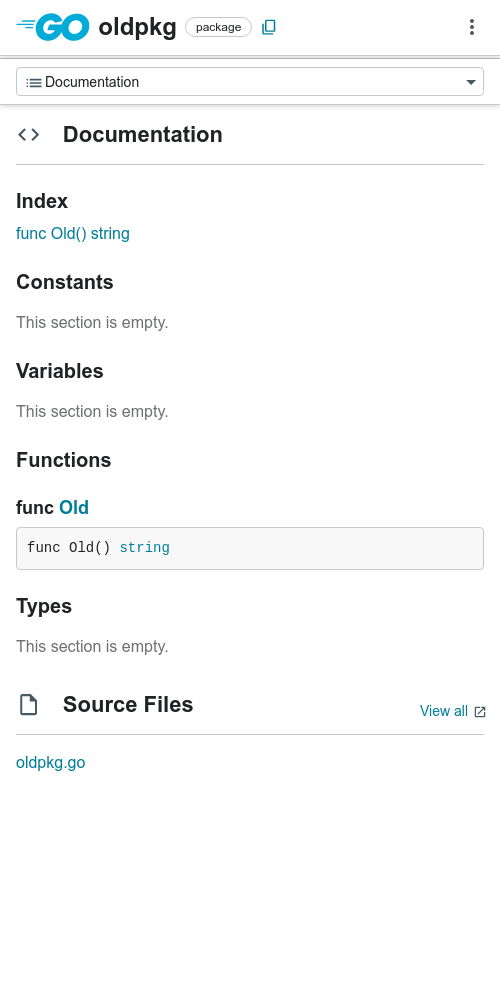 GO oldpkg package
Documentation
Documentation
Index
func Old() string
Constants
This section is empty.
Variables
This section is empty.
Functions
func Old
func Old() string
Types
This section is empty.
Source Files
View all
oldpkg.go